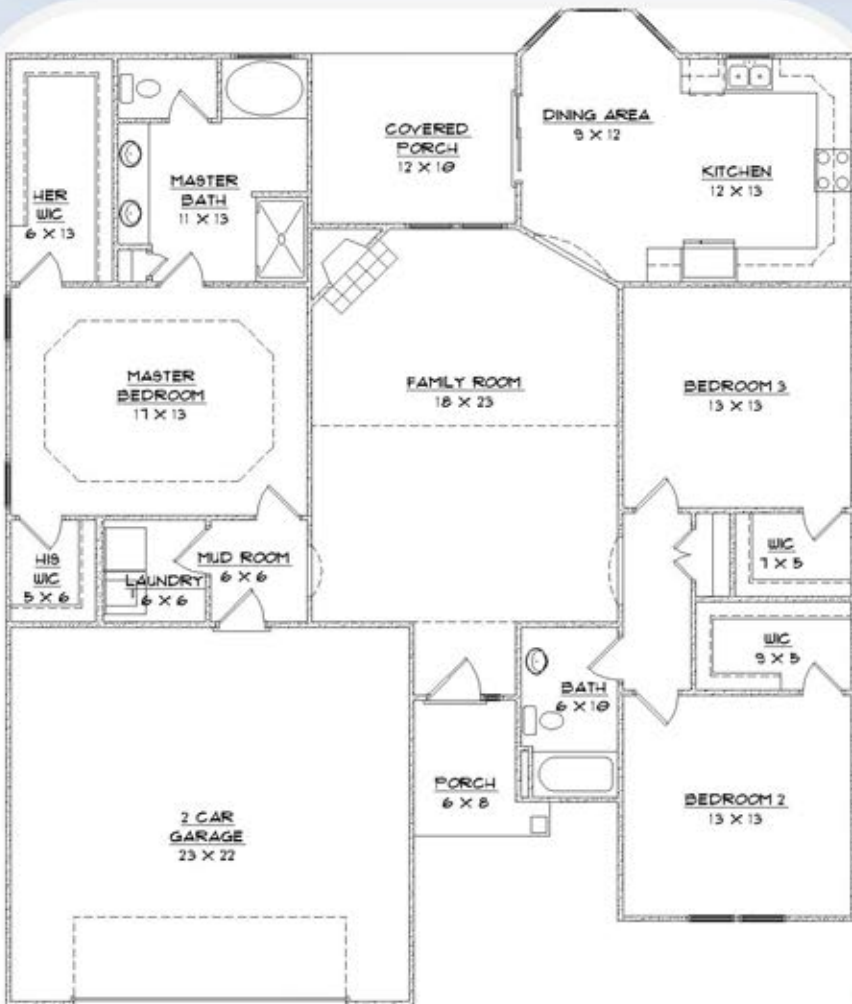 COVERED
PORCH
12 X 10
DINING AREA
9 X 12
KITCHEN
12 X 13
HER
WIC
6 X 13
MASTER
BATH
11 X 13
MASTER
BEDROOM
17 X 13
FAMILY ROOM
18 X 23
BEDROOM 3
13 X 13
HIS
WIC
5 X 6
LAUNDRY
6 X 6
MUD ROOM
6 X 6
WIC
7 X 5
WIC
9 X 5
BATH
6 X 10
PORCH
6 X 8
BEDROOM 2
13 X 13
2 CAR
GARAGE
23 X 22